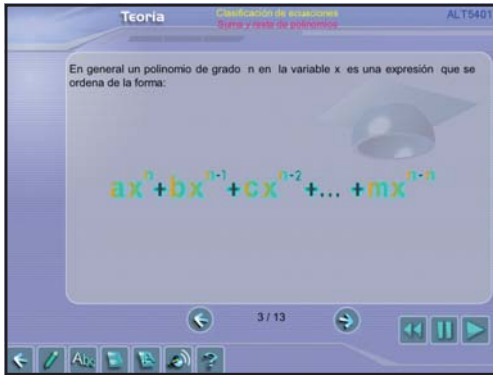 Teoría
Clasificación de ecuaciones
Suma y resta de polinomios
ALT5401
En general un polinomio de grado n en la variable x es una expresión que se
ordena de la forma:
ax^n+bx^{n-1}+cx^{n-2}+... +mx^{n-n}
3 / 13
Abc
?